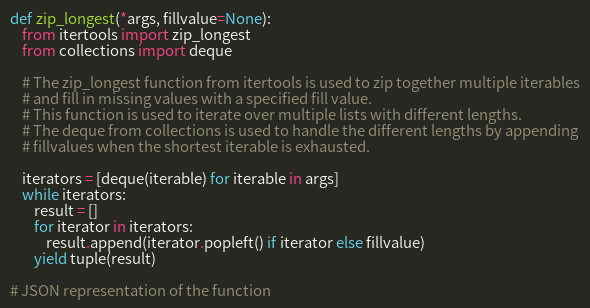 def zip_longest(*args, fillvalue=None):
from itertools import zip_longest
from collections import deque
# The zip_longest function from itertools is used to zip together multiple iterables
# and fill in missing values with a specified fill value.
# This function is used to iterate over multiple lists with different lengths.
# The deque from collections is used to handle the different lengths by appending
# fillvalues when the shortest iterable is exhausted.
iterators = [deque(iterable) for iterable in args]
while iterators:
result = []
for iterator in iterators:
result.append(iterator.popleft() if iterator else fillvalue)
yield tuple(result)
# JSON representation of the function